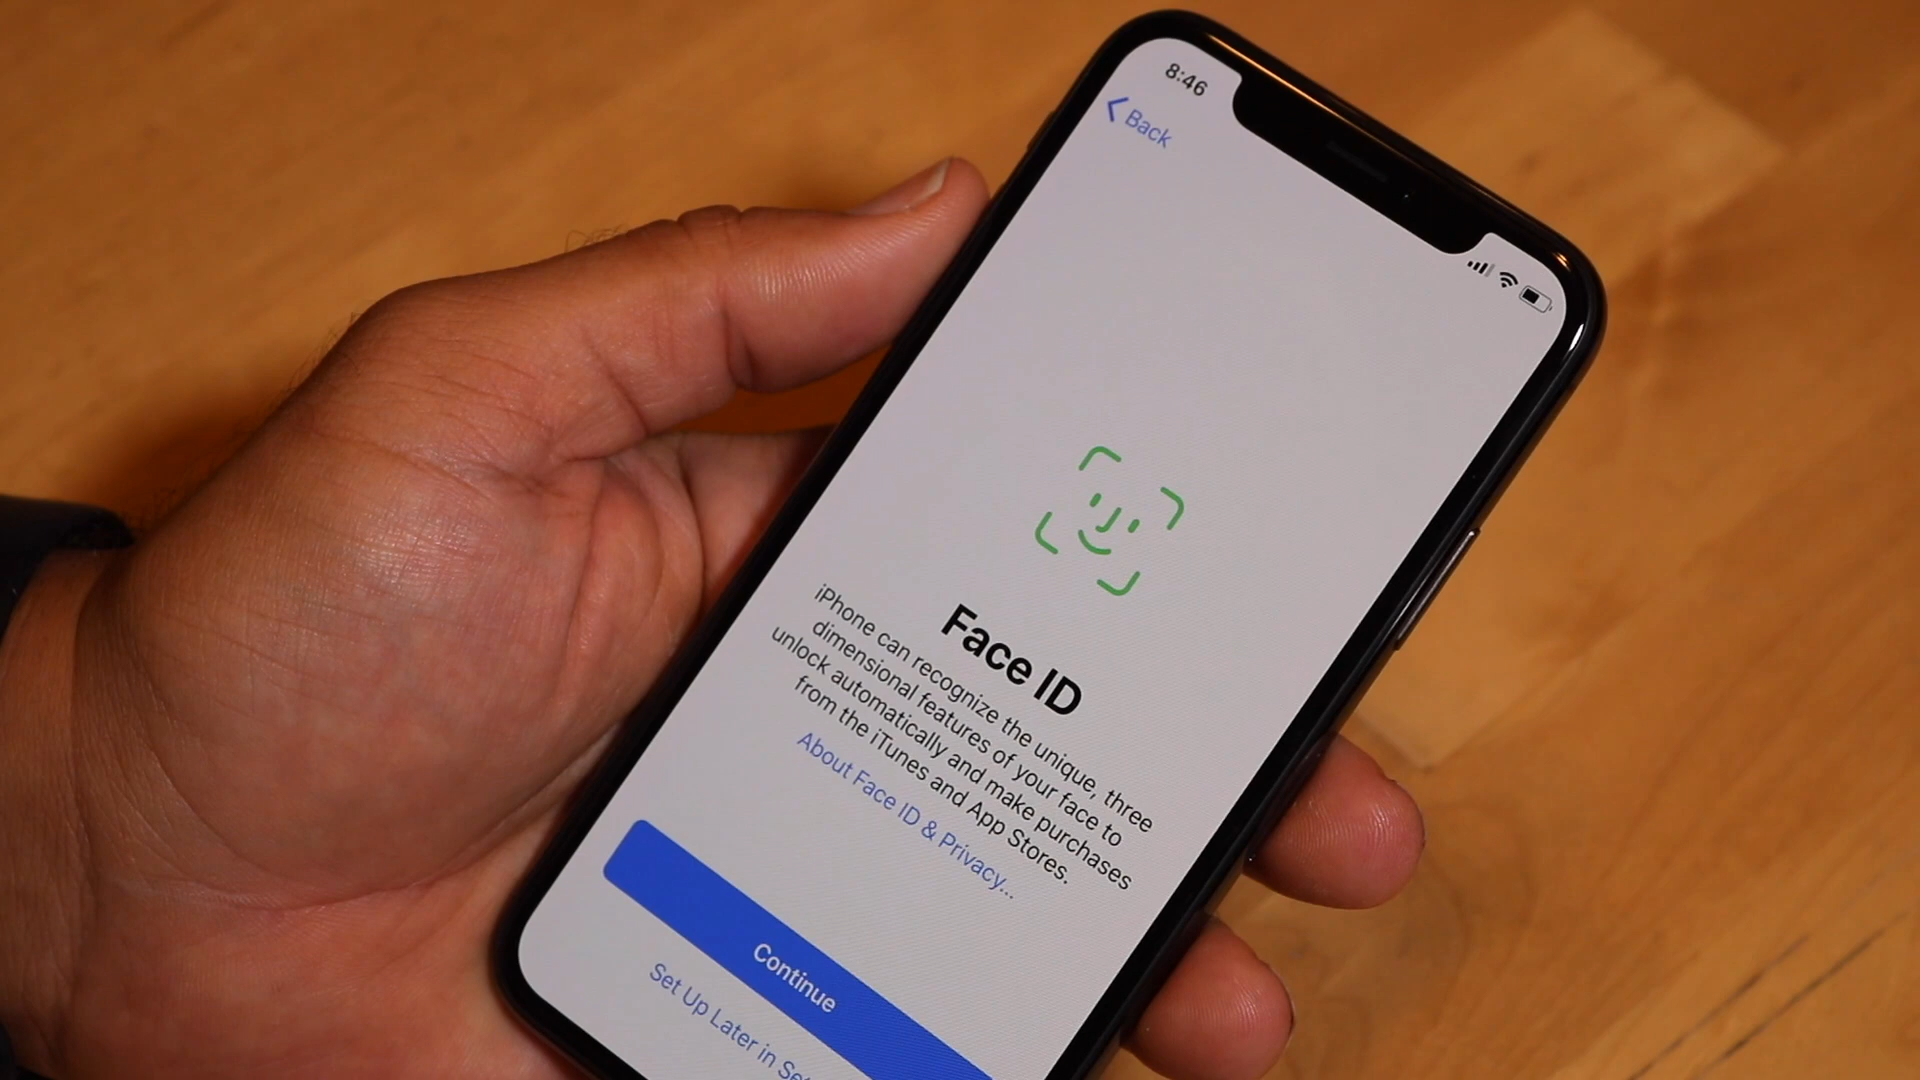 8:46
Back
Face ID
iPhone can recognize the unique, three
dimensional features of your face to
unlock automatically and make purchases
from the iTunes and App Stores.
About Face ID & Privacy...
Continue
Set Up Later in